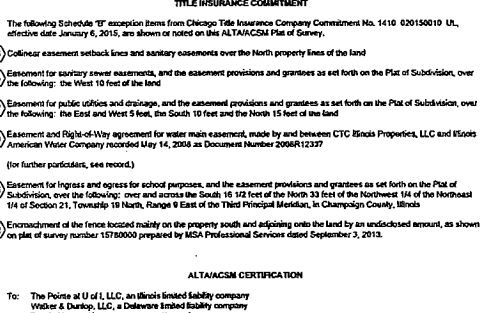 TITLE INSURANCE COMMITMENT
The following Schedule "B" exception items from Chicago Title Insurance Company Commitment No. 1410 020150010 UL,
effective date January 6, 2015, are shown or noted on this ALTA/ACSM Plat of Survey.
Collinear easement setback lines and sanitary easements over the North property lines of the land
Easement for sanitary sewer easements, and the easement provisions and grantees as set forth on the Plat of Subdivision, over
the following: the West 10 feet of the land
Easement for public utilities and drainage, and the easement provisions and grantees as set forth on the Plat of Subdivision, over
the following: the East and West 5 feet, the South 10 feet and the North 15 feet of the land
Easement and Right-of-Way agreement for water main easement, made by and between CTC Illinois Properties, LLC and Illinois
American Water Company recorded May 14, 2008 as Document Number 2008R12337
(for further particulars, see record.)
Easement for ingress and egress for school purposes, and the easement provisions and grantees as set forth on the Plat of
Subdivision, over the following: over and across the South 16 1/2 feet of the North 33 feet of the Northwest 1/4 of the Northeast
1/4 of Section 21, Township 19 North, Range 9 East of the Third Principal Meridian, in Champaign County, Illinois
Encroachment of the fence located mainly on the property south and adjoining onto the land by an undisclosed amount, as shown
on plat of survey number 15780000 prepared by MSA Professional Services dated September 3, 2013.
ALTA/ACSM CERTIFICATION
To: The Pointe at U of I, LLC, an Illinois limited liability company
Walker & Dunlop, LLC, a Delaware limited liability company